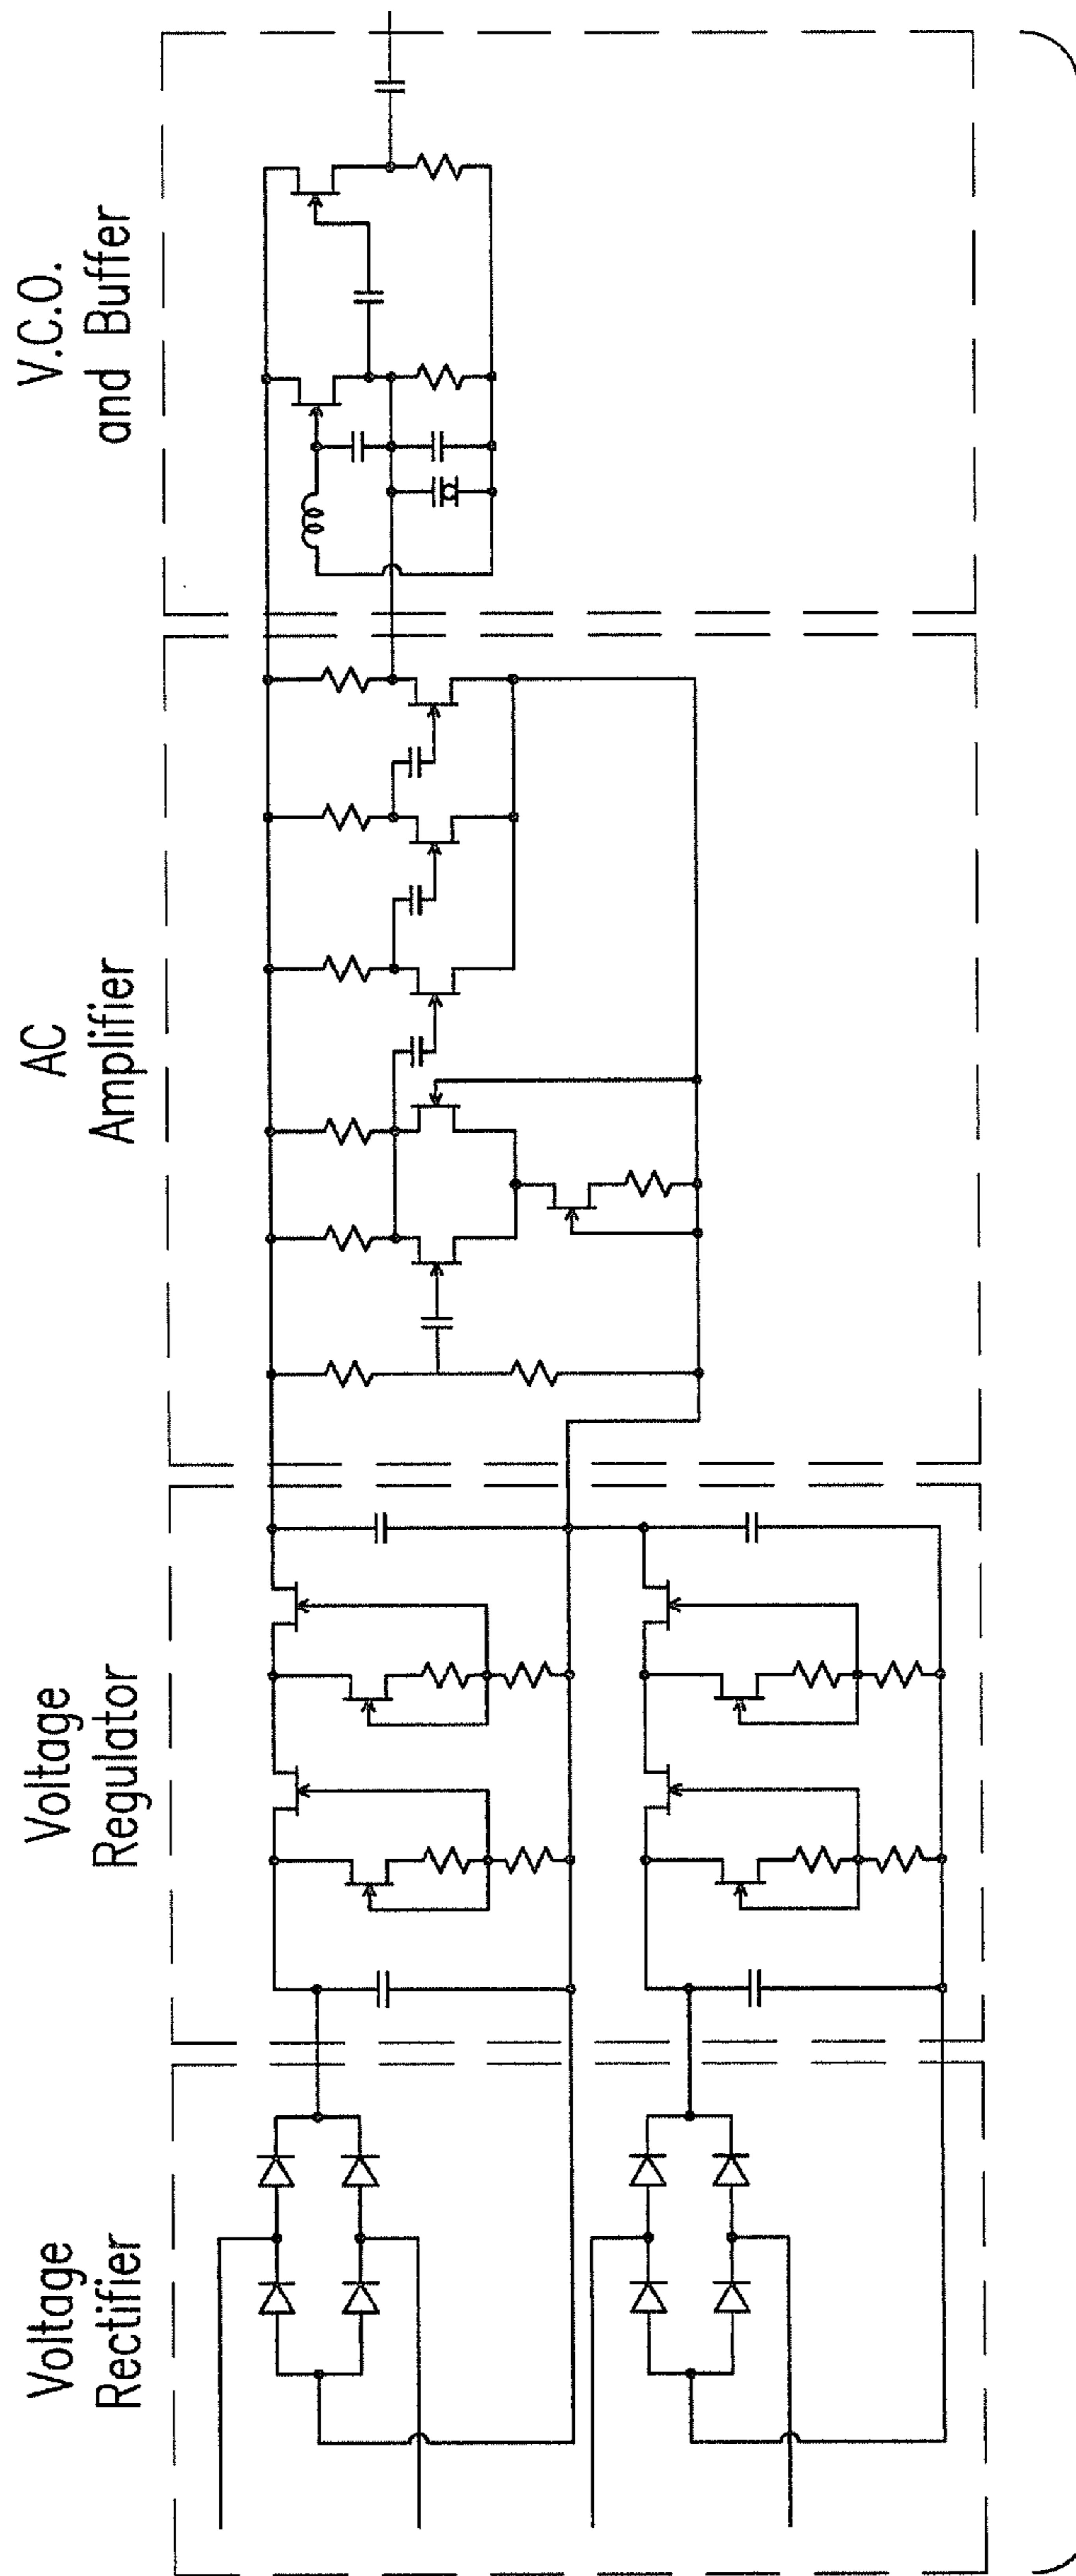 V.C.O.
and Buffer
AC
Amplifier
Voltage
Regulator
Voltage
Rectifier